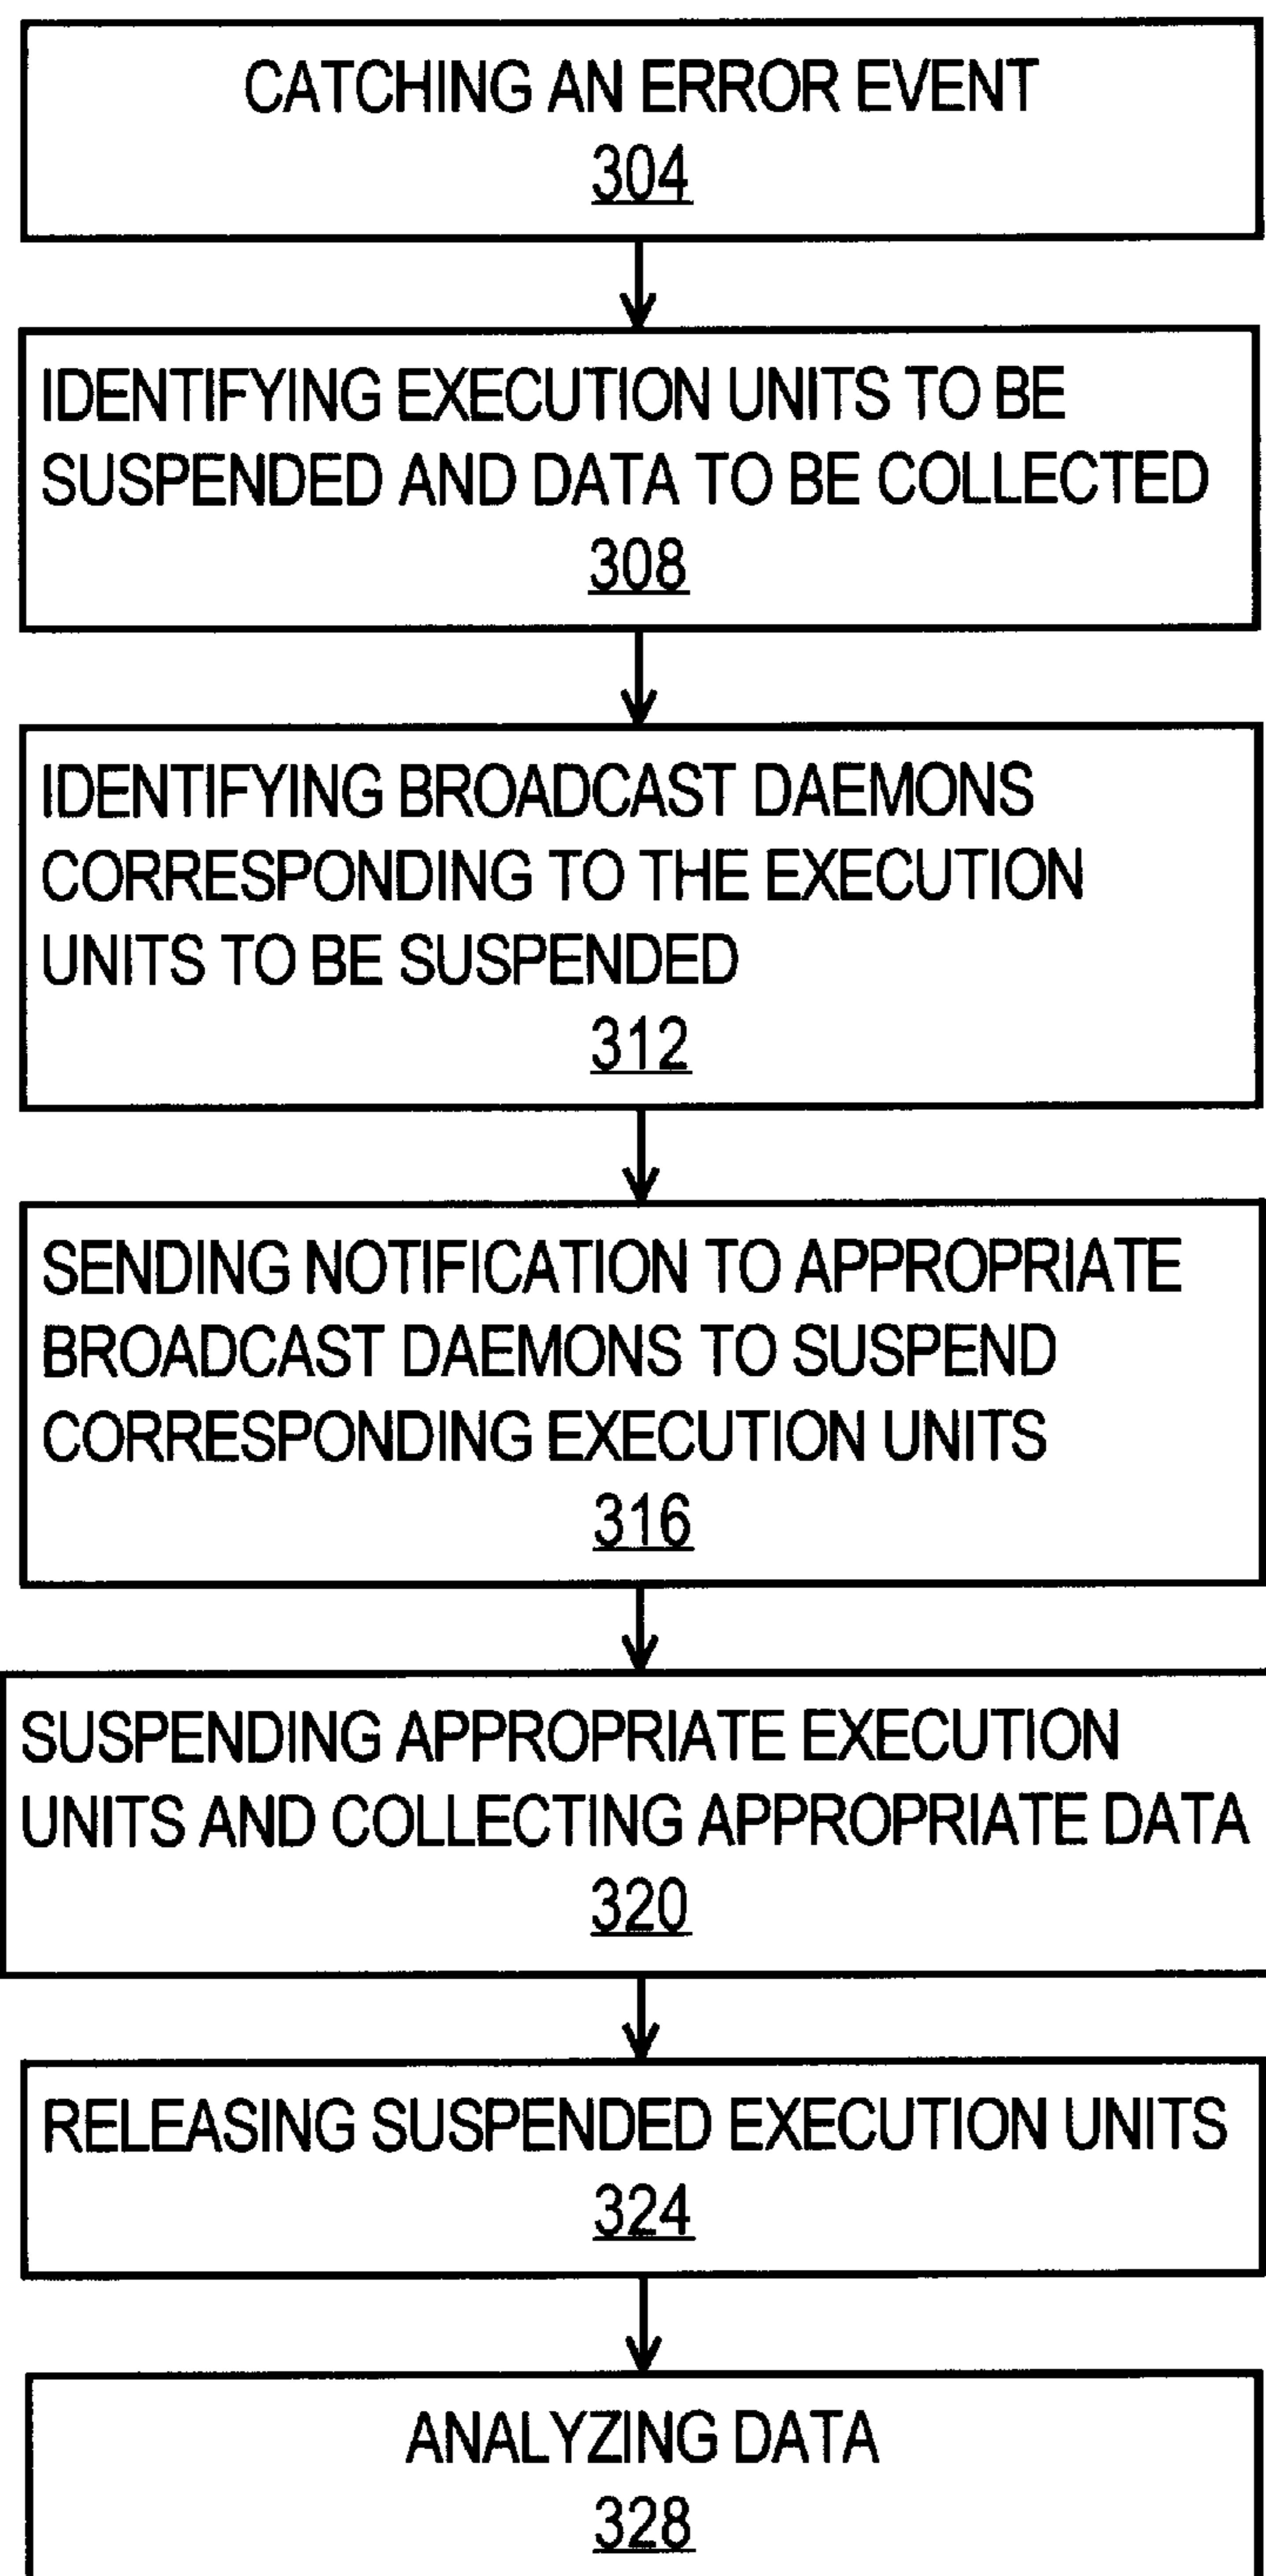 CATCHING AN ERROR EVENT
304
IDENTIFYING EXECUTION UNITS TO BE
SUSPENDED AND DATA TO BE COLLECTED
308
IDENTIFYING BROADCAST DAEMONS
CORRESPONDING TO THE EXECUTION
UNITS TO BE SUSPENDED
312
SENDING NOTIFICATION TO APPROPRIATE
BROADCAST DAEMONS TO SUSPEND
CORRESPONDING EXECUTION UNITS
316
SUSPENDING APPROPRIATE EXECUTION
UNITS AND COLLECTING APPROPRIATE DATA
320
RELEASING SUSPENDED EXECUTION UNITS
324
ANALYZING DATA
328